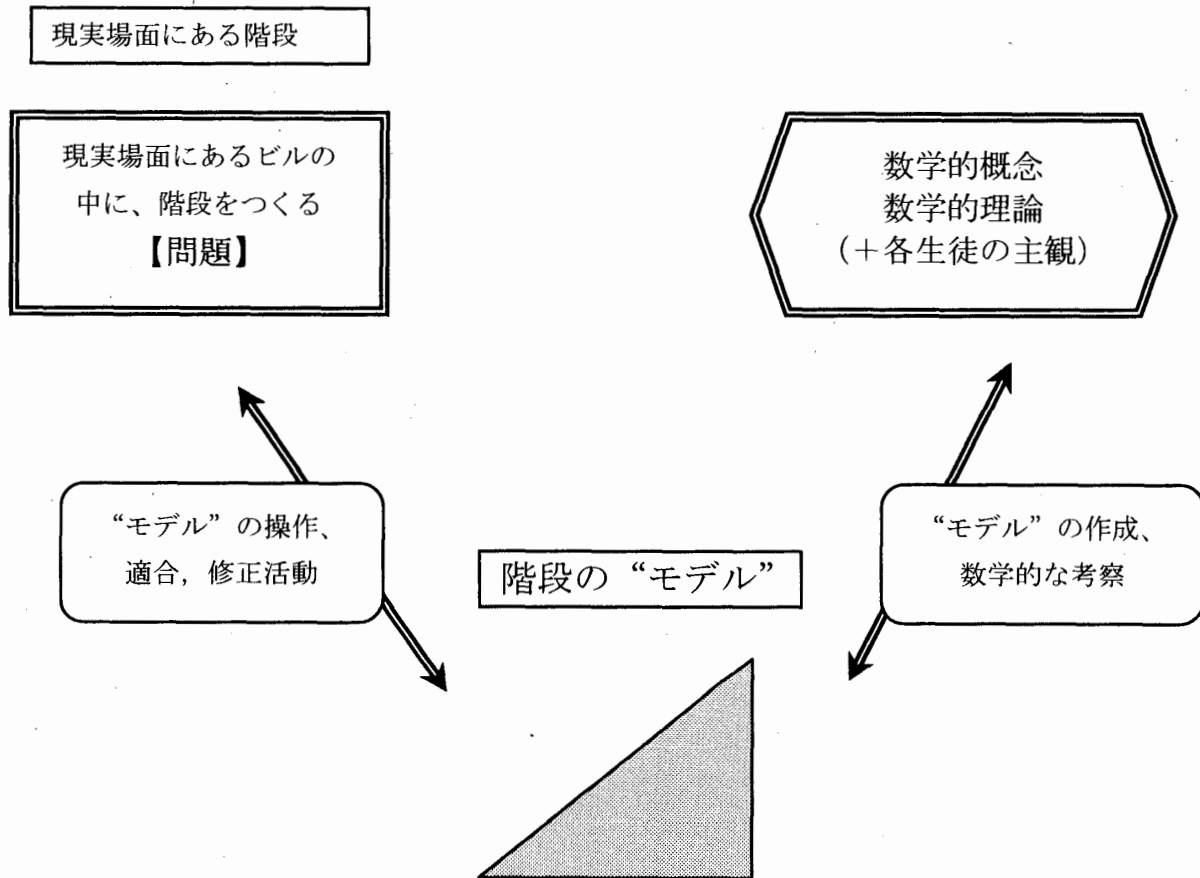 現実場面にある階段
現実場面にあるビルの
中に、階段をつくる
【問題】
数学的概念
数学的理論
(+各生徒の主観)
“モデル”の操作、
適合，修正活動
階段の“モデル”
“モデル”の作成、
数学的な考察